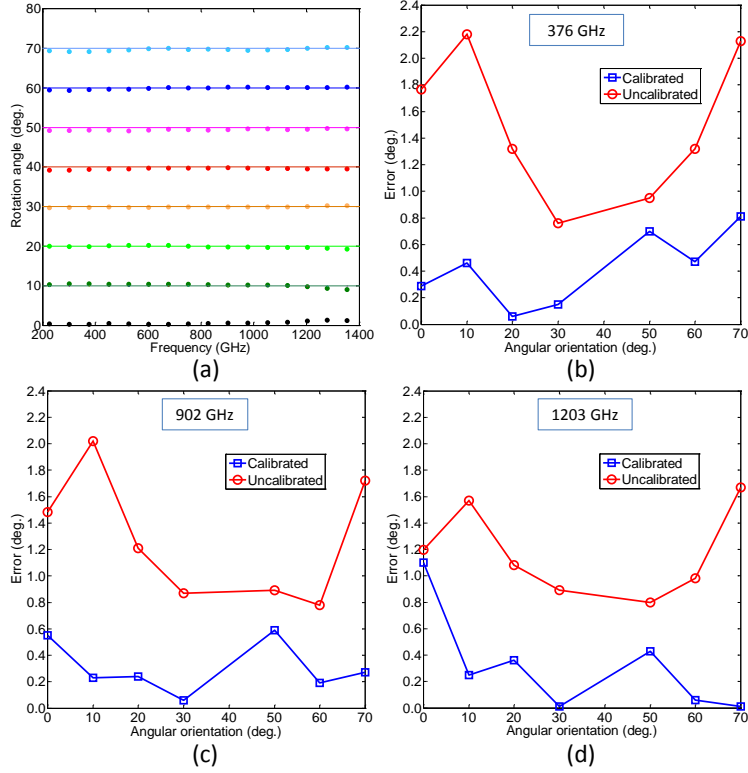 80
70
60
50
40
30
20
10
0
Rotation angle (deg.)
200 400 600 800 1000 1200 1400
Frequency (GHz)
(a)
2.4
2.2
2.0
1.8
1.6
1.4
1.2
1.0
0.8
0.6
0.4
0.2
0.0
Error (deg.)
376 GHz
Calibrated
Uncalibrated
0 10 20 30 40 50 60 70
Angular orientation (deg.)
(b)
2.4
2.2
2.0
1.8
1.6
1.4
1.2
1.0
0.8
0.6
0.4
0.2
0.0
Error (deg.)
902 GHz
Calibrated
Uncalibrated
0 10 20 30 40 50 60 70
Angular orientation (deg.)
(c)
2.4
2.2
2.0
1.8
1.6
1.4
1.2
1.0
0.8
0.6
0.4
0.2
0.0
Error (deg.)
1203 GHz
Calibrated
Uncalibrated
0 10 20 30 40 50 60 70
Angular orientation (deg.)
(d)